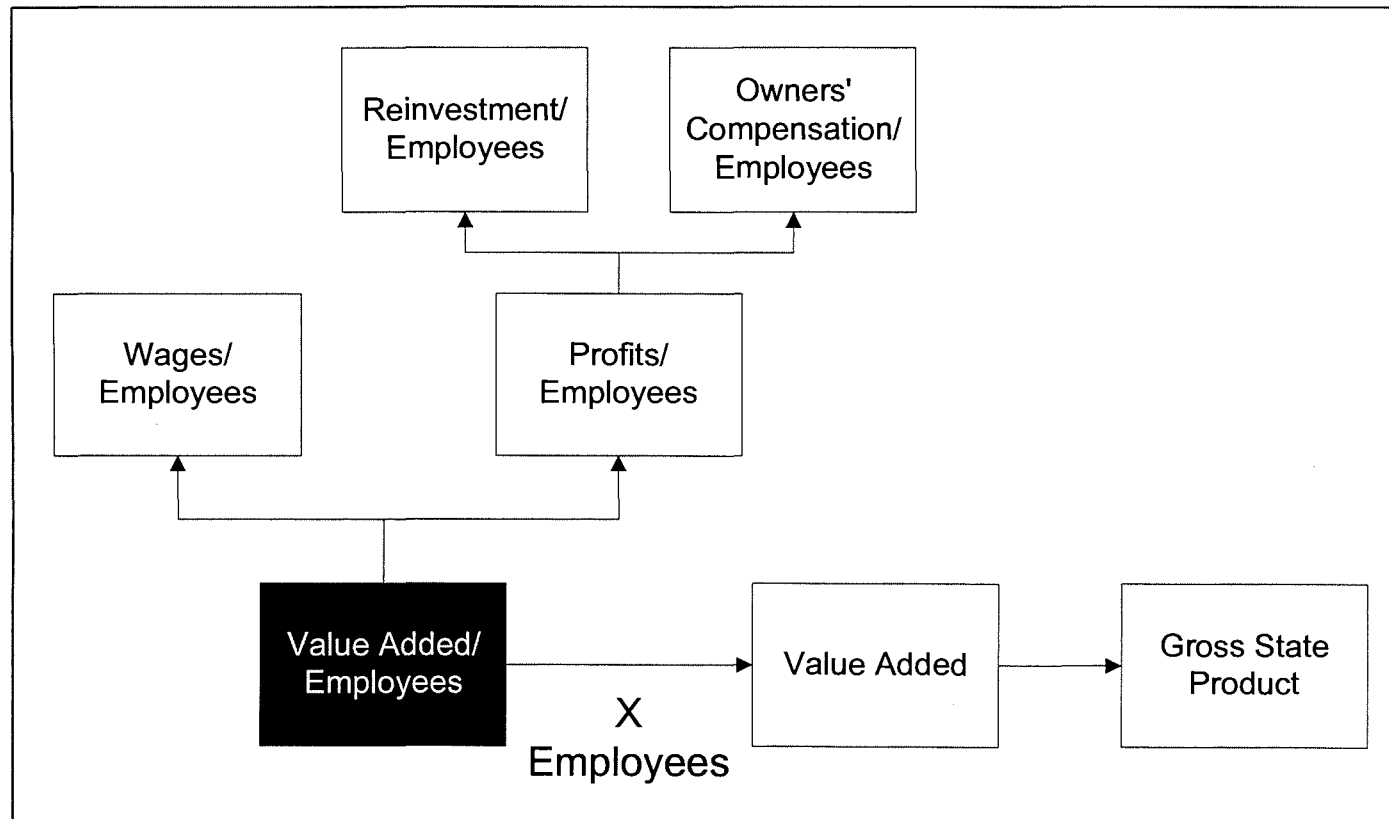 Reinvestment/
Employees
Owners'
Compensation/
Employees
Wages/
Employees
Profits/
Employees
Value Added/
Employees
X
Employees
Value Added
Gross State
Product